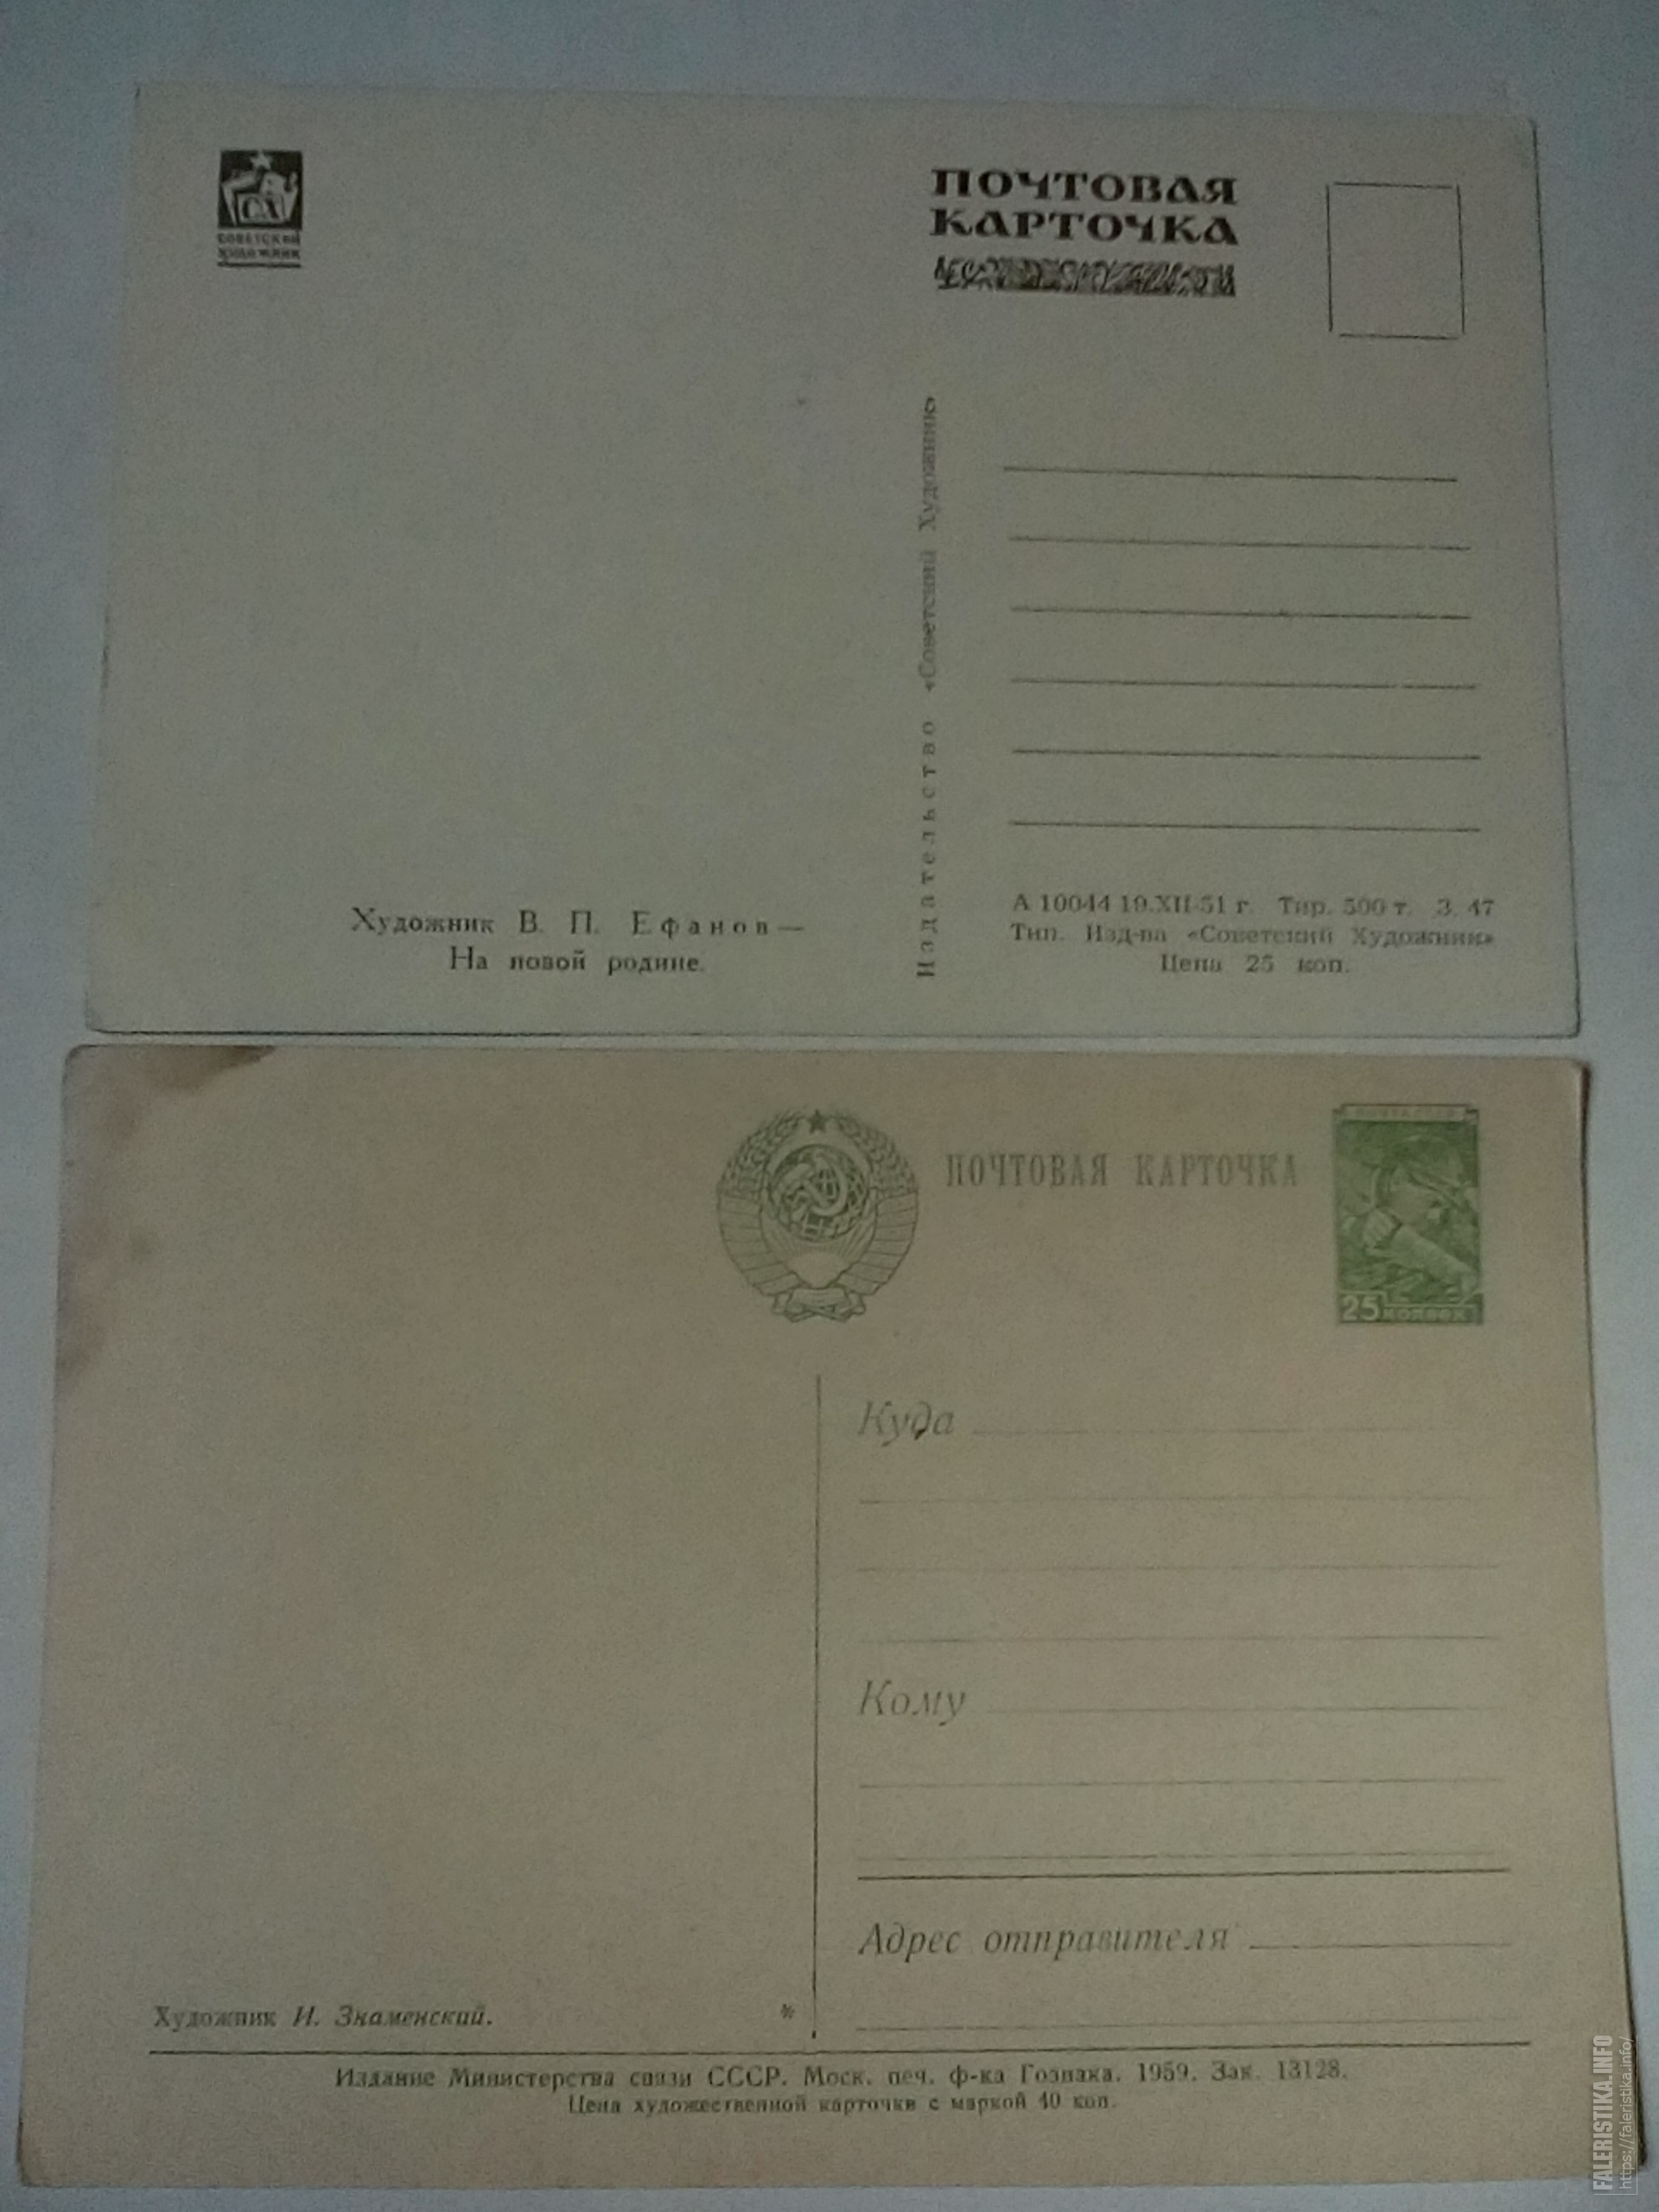 СА
СОВЕТСКИЙ
ХУДОЖНИК
ПОЧТОВАЯ
КАРТОЧКА
Издательство «Советский Художник»
Художник В. П. Ефанов —
На новой родине.
А 10044 19.XII-51 г. Тир. 500 т. З. 47
Тип. Изд-ва «Советский Художник»
Цена 25 коп.
ПОЧТОВАЯ КАРТОЧКА
ПОЧТА СССР
25 КОПЕЕК
Куда
Кому
Адрес отправителя
Художник И. Знаменский.
*
Издание Министерства связи СССР. Моск. печ. ф-ка Гознака. 1959. Зак. 13128.
Цена художественной карточки с маркой 40 коп.
FALERISTIKA.INFO
https://faleristika.info/